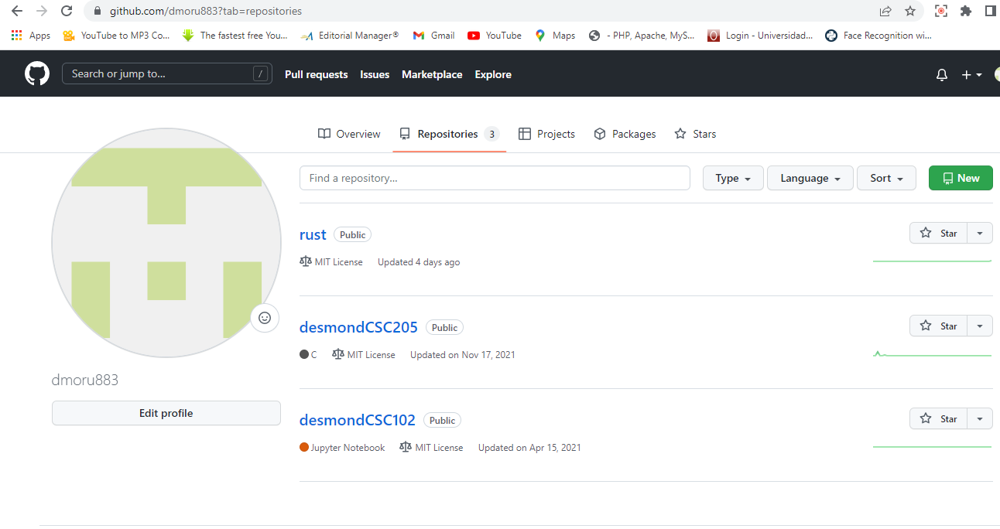 github.com/dmoru883?tab=repositories
Apps YouTube to MP3 Co... The fastest free You... Editorial Manager® Gmail YouTube Maps - PHP, Apache, MyS... Login - Universidad... Face Recognition wi...
Search or jump to... / Pull requests Issues Marketplace Explore
Overview Repositories 3 Projects Packages Stars
Find a repository... Type Language Sort New
rust Public Star
MIT License Updated 4 days ago
desmondCSC205 Public Star
C MIT License Updated on Nov 17, 2021
dmoru883
Edit profile
desmondCSC102 Public Star
Jupyter Notebook MIT License Updated on Apr 15, 2021